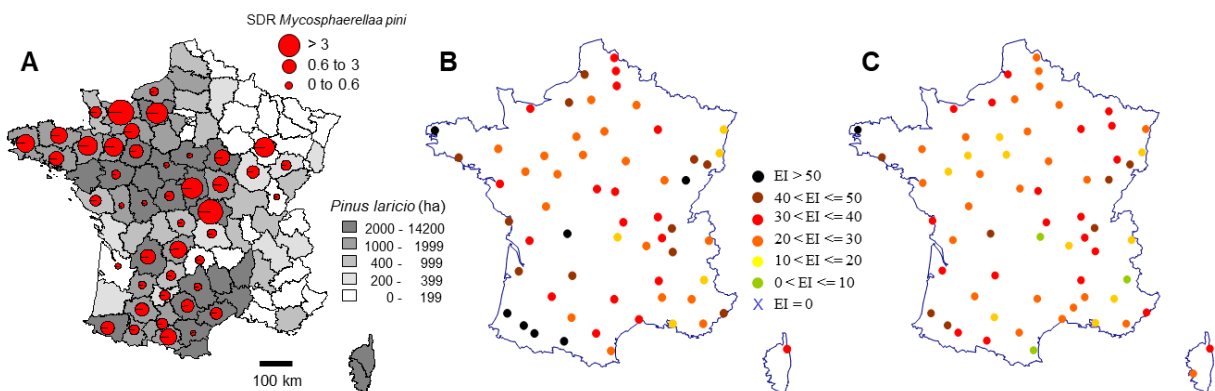 SDR Mycosphaerellaa pini
> 3
0.6 to 3
0 to 0.6
A
B
C
Pinus laricio (ha)
2000 - 14200
1000 - 1999
400 - 999
200 - 399
0 - 199
100 km
EI > 50
40 < EI <= 50
30 < EI <= 40
20 < EI <= 30
10 < EI <= 20
0 < EI <= 10
X EI = 0